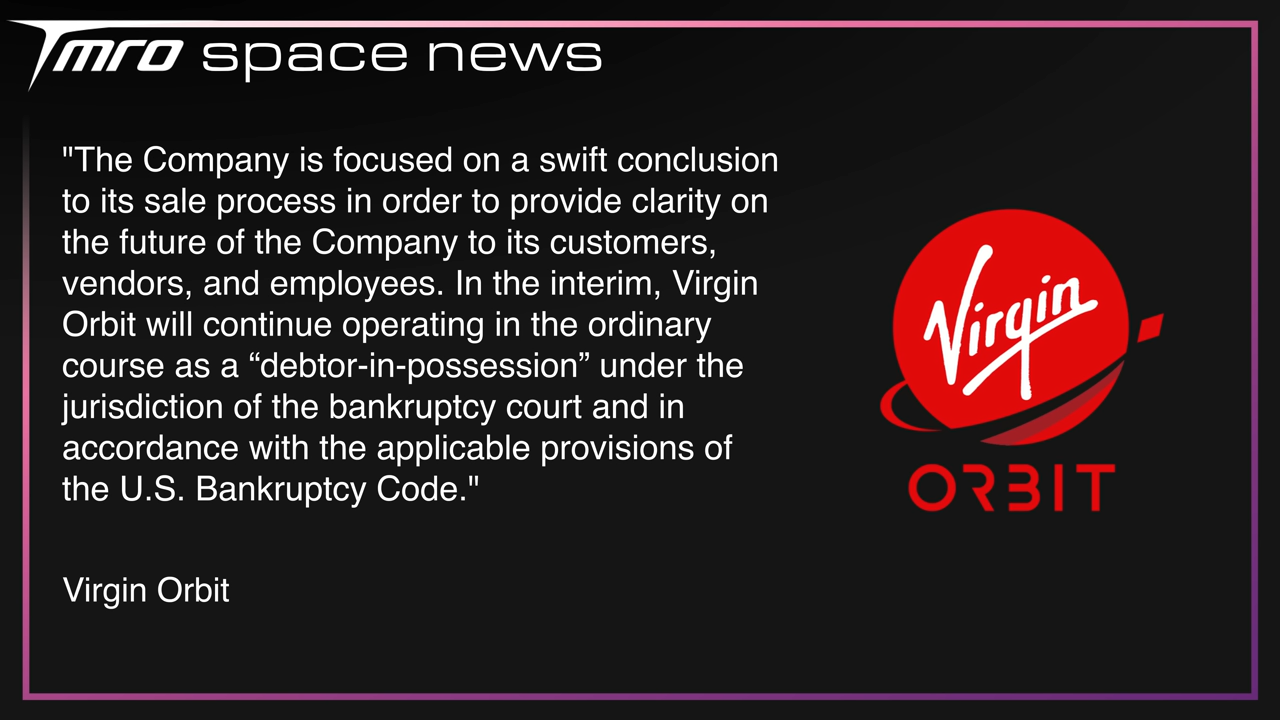 Tmro space news
"The Company is focused on a swift conclusion
to its sale process in order to provide clarity on
the future of the Company to its customers,
vendors, and employees. In the interim, Virgin
Orbit will continue operating in the ordinary
course as a “debtor-in-possession” under the
jurisdiction of the bankruptcy court and in
accordance with the applicable provisions of
the U.S. Bankruptcy Code."
Virgin Orbit
Virgin
ORBIT